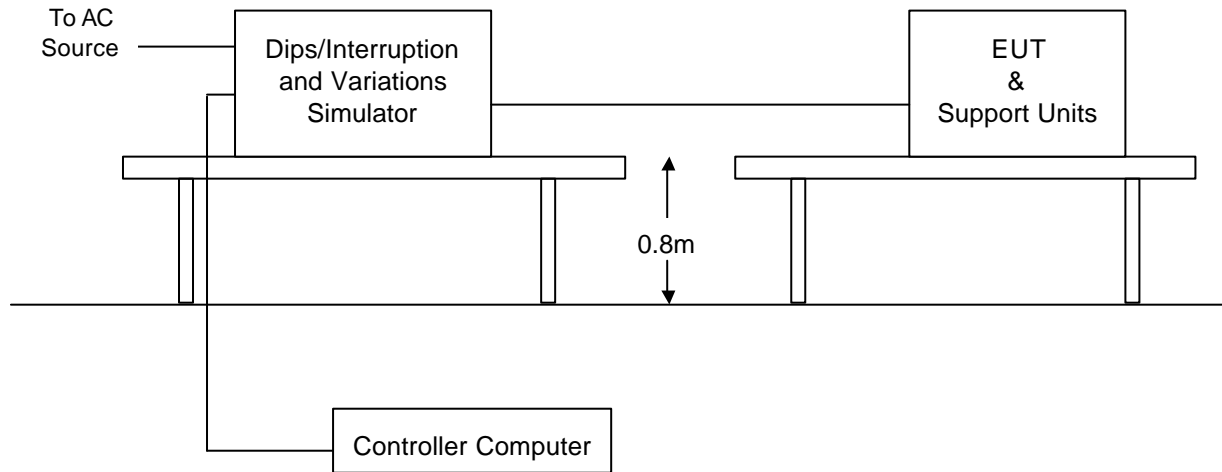 To AC
Source
Dips/Interruption
and Variations
Simulator
EUT
&
Support Units
0.8m
Controller Computer